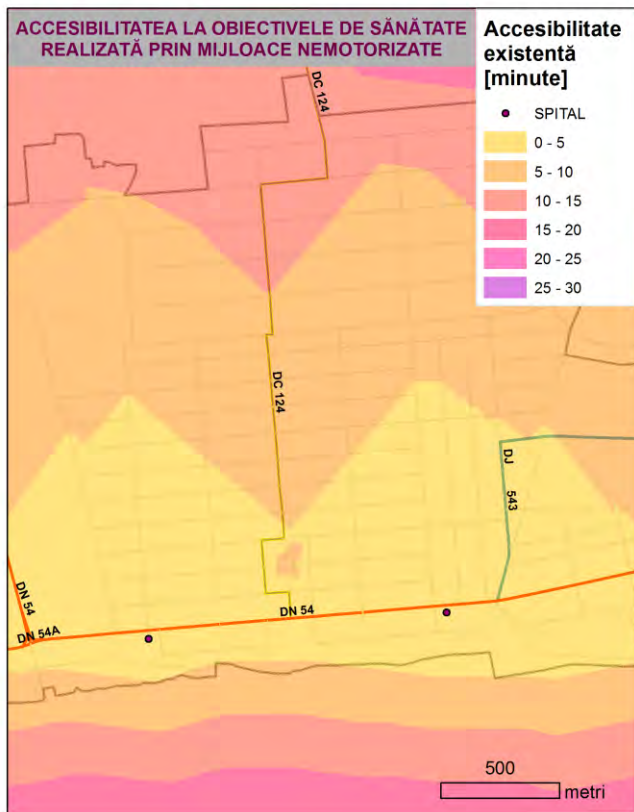 ACCESIBILITATEA LA OBIECTIVELE DE SĂNĂTATE
REALIZATĂ PRIN MIJLOACE NEMOTORIZATE
Accesibilitate
existentă
[minute]
SPITAL
0 - 5
5 - 10
10 - 15
15 - 20
20 - 25
25 - 30
DC 124
DC 124
DJ
543
DN 54
DN 54
DN 54A
500
metri